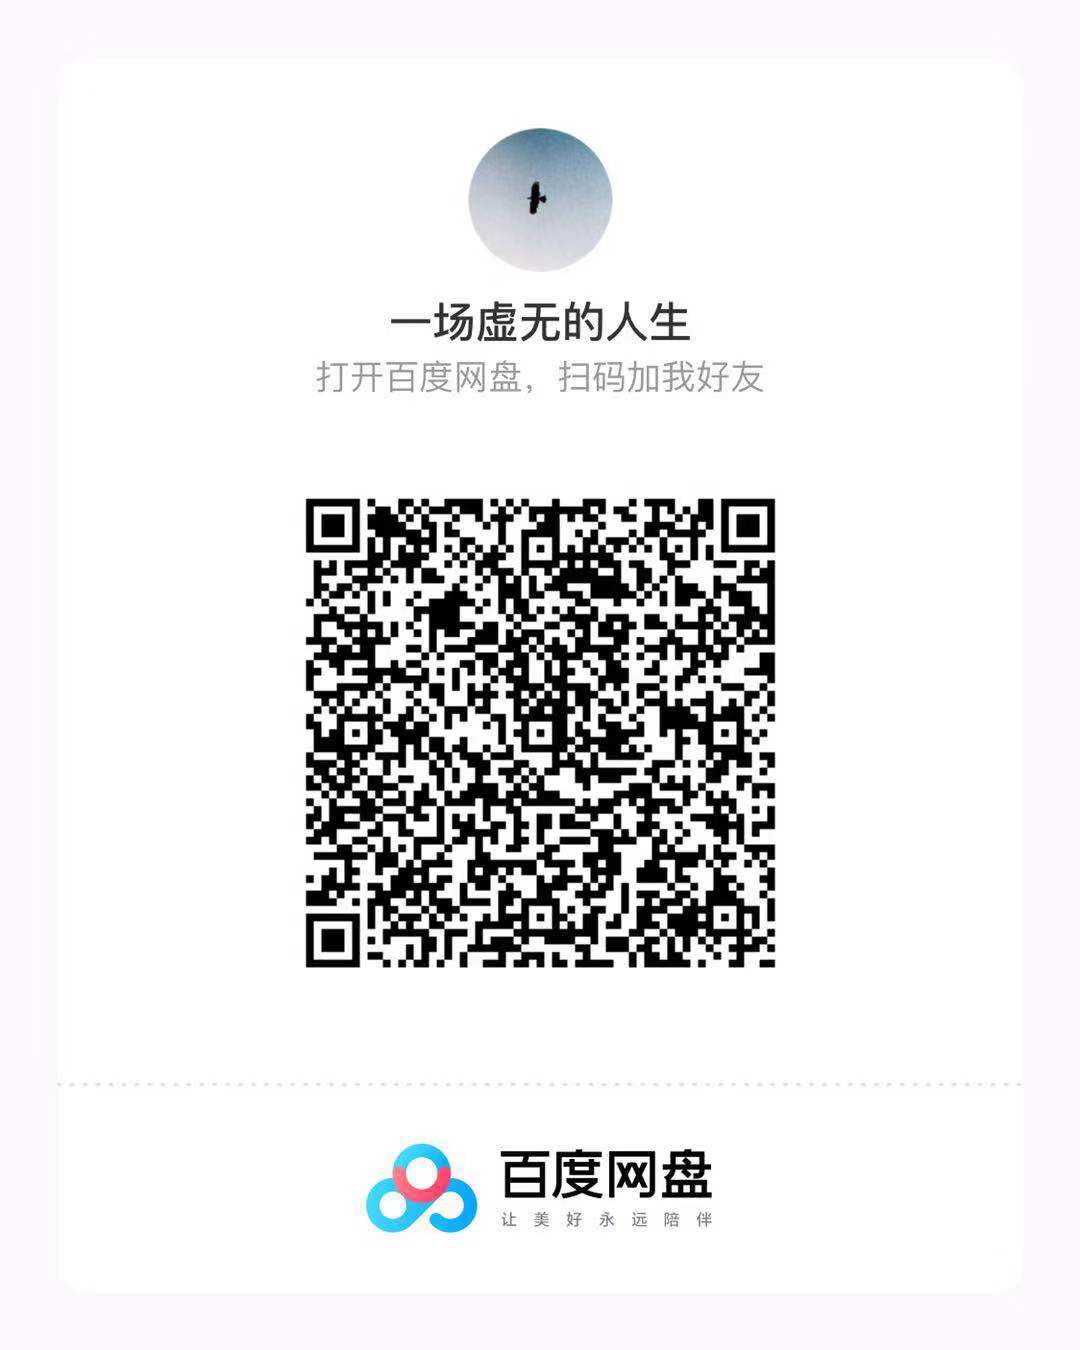 一场虚无的人生
打开百度网盘，扫码加我好友
百度网盘
让美好永远陪伴